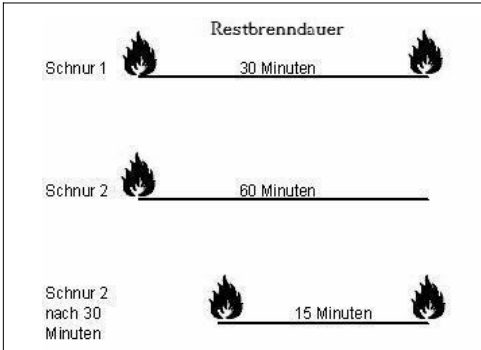 Restbrenndauer
Schnur 1 30 Minuten
Schnur 2 60 Minuten
Schnur 2
nach 30 15 Minuten
Minuten